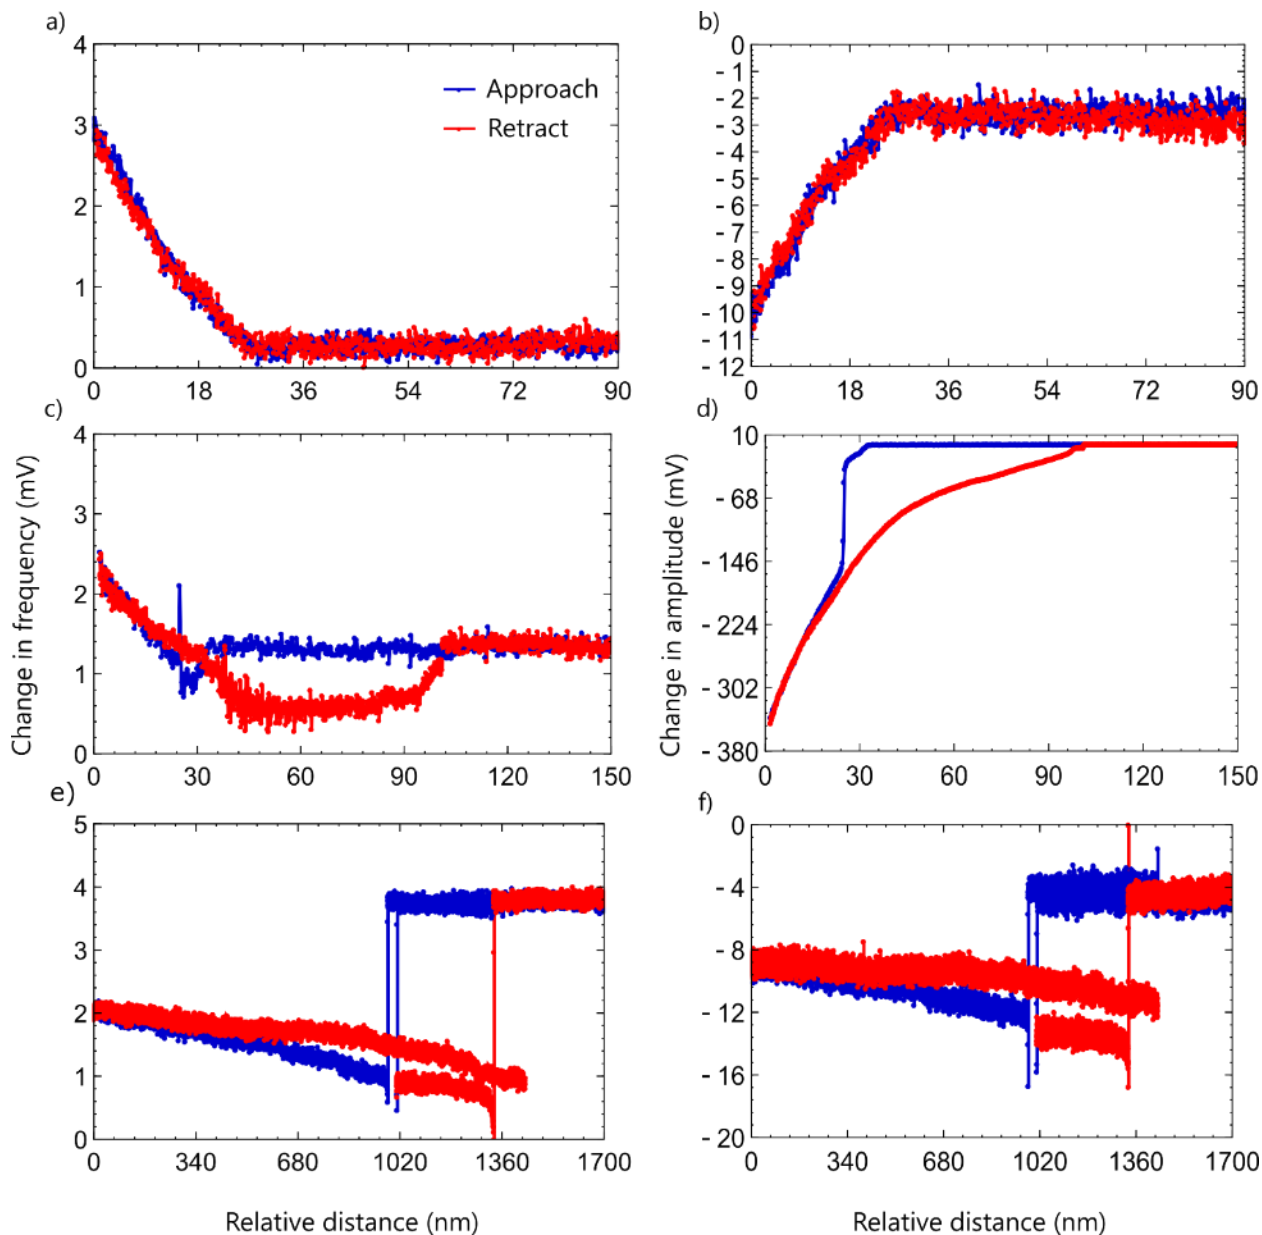 a)
4
3
2
1
0
0 18 36 54 72 90
Approach
Retract
b)
0
- 1
- 2
- 3
- 4
- 5
- 6
- 7
- 8
- 9
- 10
- 11
- 12
0 18 36 54 72 90
c)
4
3
2
1
0
0 30 60 90 120 150
d)
10
- 68
- 146
- 224
- 302
- 380
0 30 60 90 120 150
Change in frequency (mV)
Change in amplitude (mV)
e)
5
4
3
2
1
0
0 340 680 1020 1360 1700
f)
0
- 4
- 8
- 12
- 16
- 20
0 340 680 1020 1360 1700
Relative distance (nm)
Relative distance (nm)